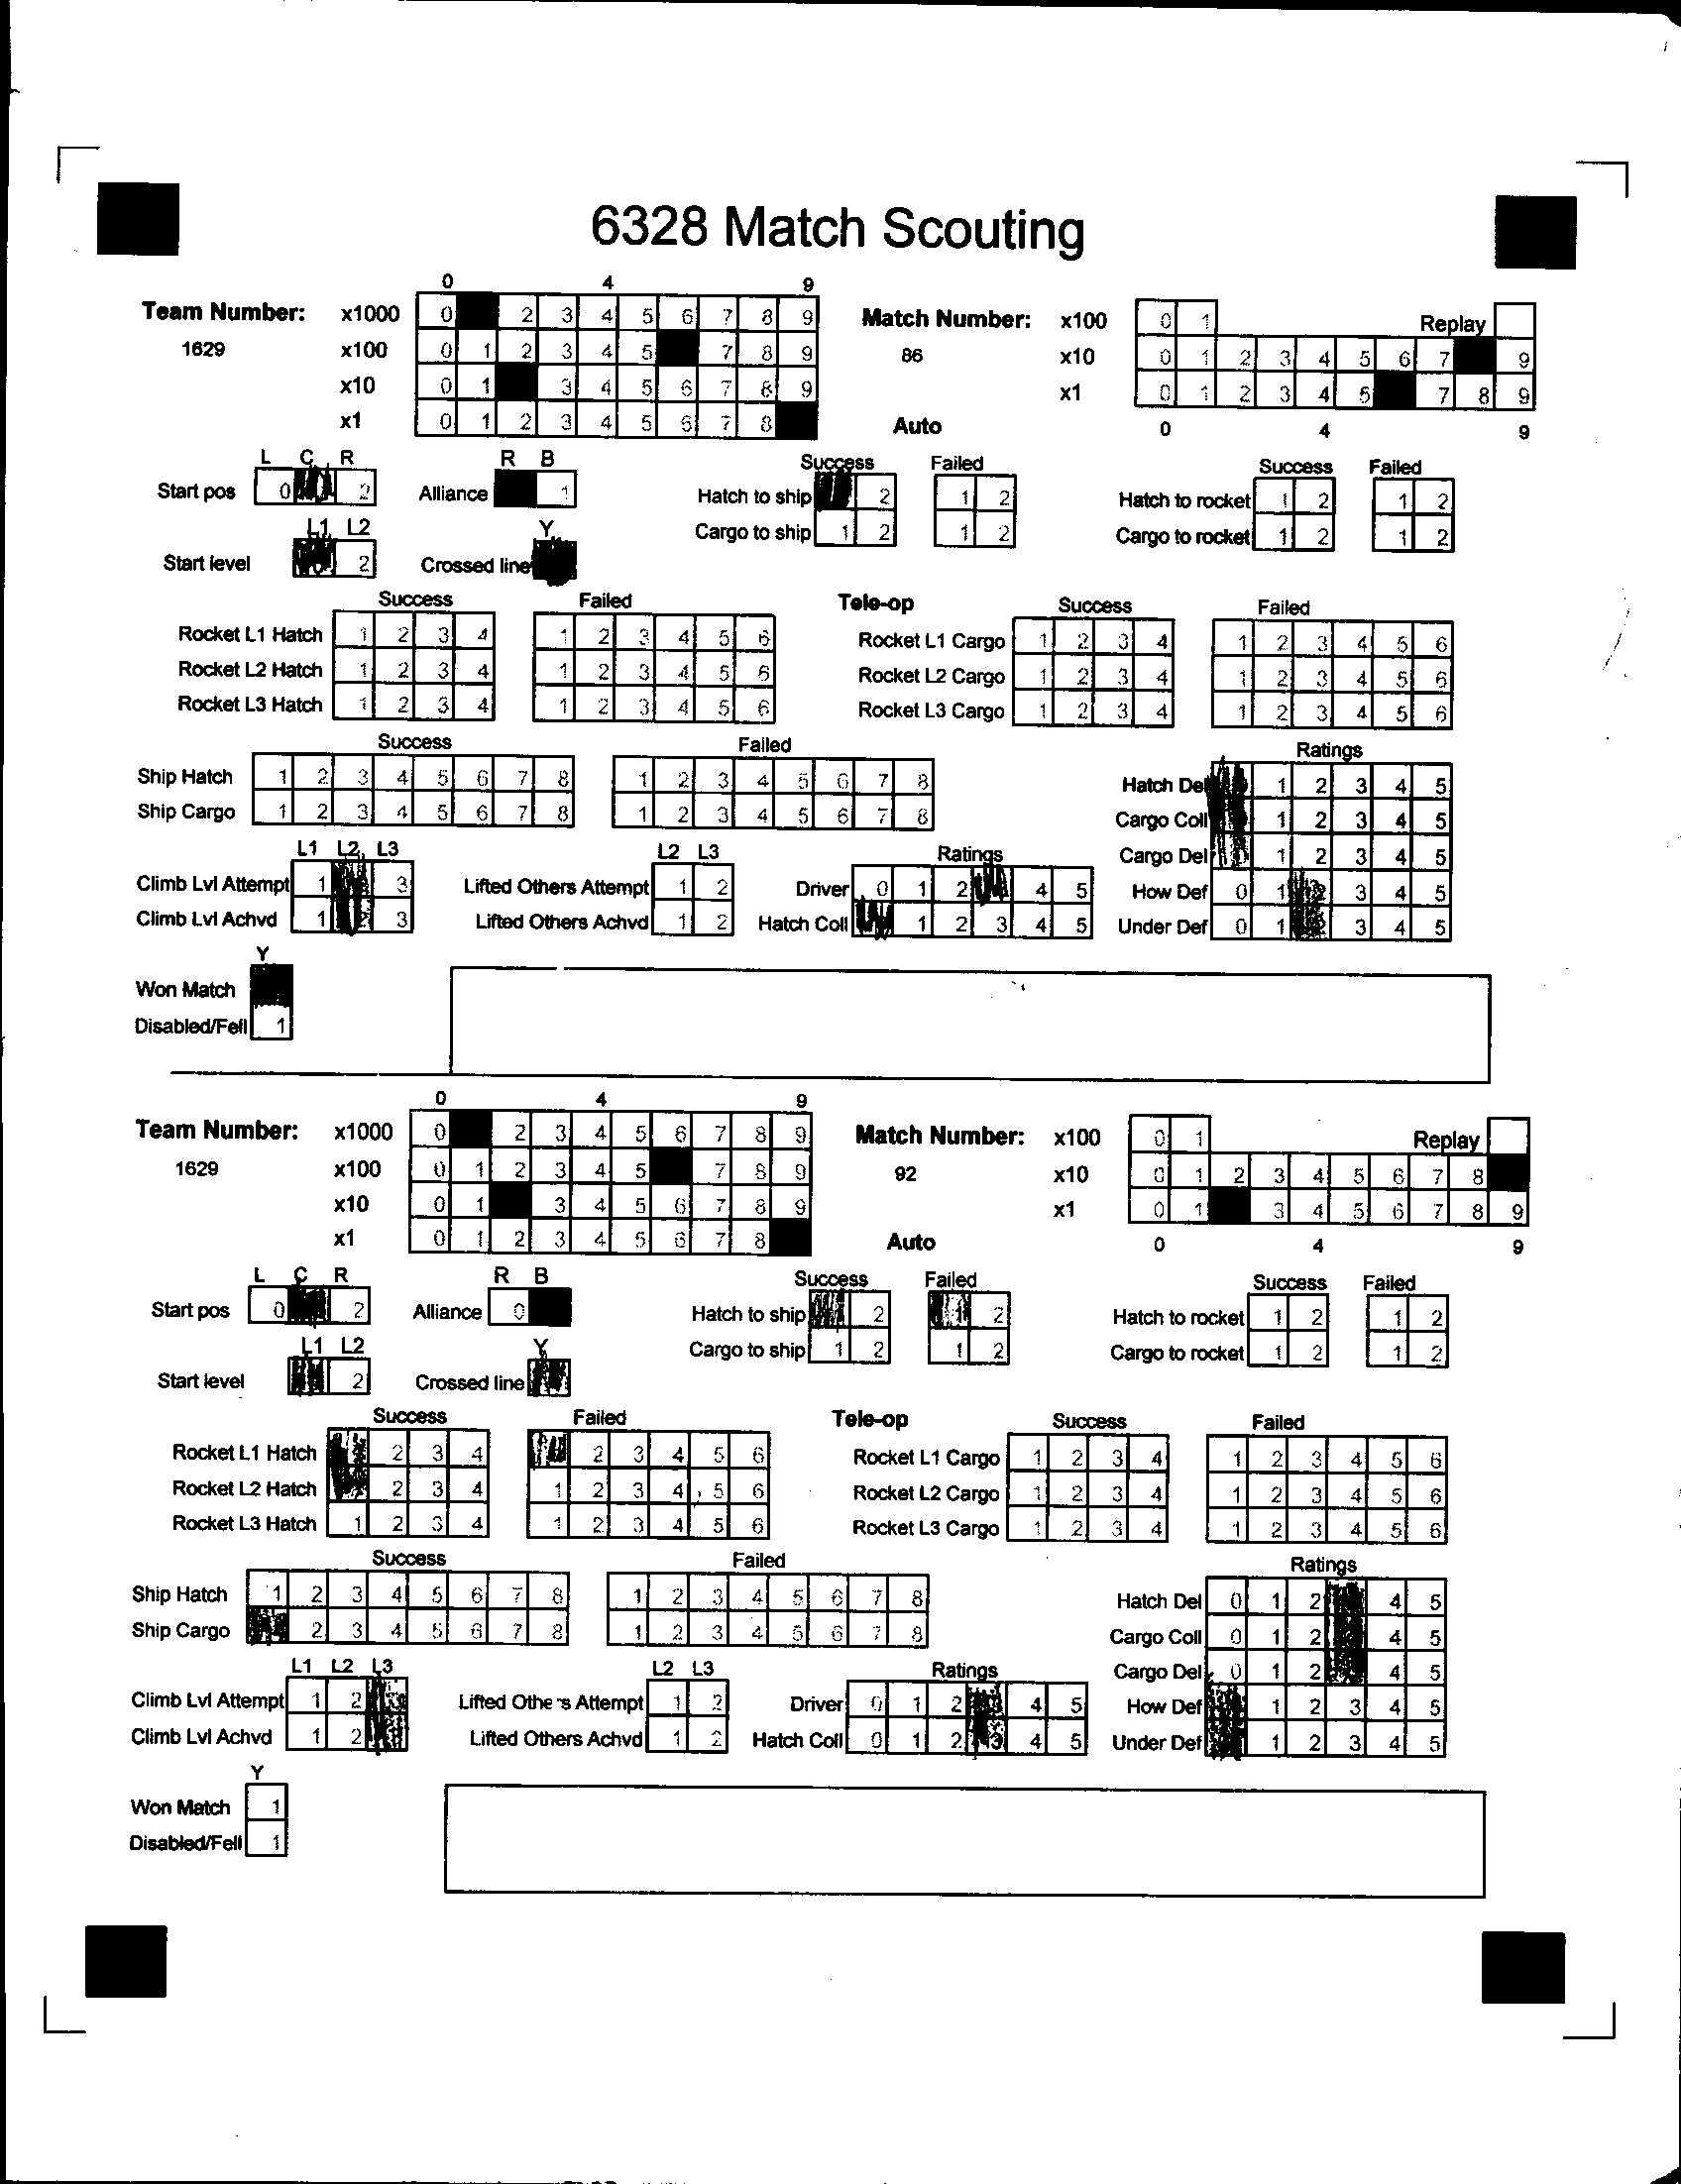 6328 Match Scouting
0 4 9
Team Number: x1000 0 2 3 4 5 6 7 8 9 Match Number: x100 0 1 Replay
1629 x100 0 1 2 3 4 5 7 8 9 86 x10 0 1 2 3 4 5 6 7 9
x10 0 1 3 4 5 6 7 8 9 x1 0 1 2 3 4 5 7 8 9
x1 0 1 2 3 4 5 6 7 8 Auto 0 4 9
L C R R B Success Failed Success Failed
Start pos 0 2 Alliance 1 Hatch to ship 2 1 2 Hatch to rocket 1 2 1 2
L1 L2 Y Cargo to ship 1 2 1 2 Cargo to rocket 1 2 1 2
Start level 2 Crossed line
Success Failed Tele-op Success Failed
Rocket L1 Hatch 1 2 3 4 1 2 3 4 5 6 Rocket L1 Cargo 1 2 3 4 1 2 3 4 5 6
Rocket L2 Hatch 1 2 3 4 1 2 3 4 5 6 Rocket L2 Cargo 1 2 3 4 1 2 3 4 5 6
Rocket L3 Hatch 1 2 3 4 1 2 3 4 5 6 Rocket L3 Cargo 1 2 3 4 1 2 3 4 5 6
Success Failed Ratings
Ship Hatch 1 2 3 4 5 6 7 8 1 2 3 4 5 6 7 8 Hatch Del 1 2 3 4 5
Ship Cargo 1 2 3 4 5 6 7 8 1 2 3 4 5 6 7 8 Cargo Coll 1 2 3 4 5
L1 L2 L3 L2 L3 Ratings Cargo Del 0 1 2 3 4 5
Climb Lvl Attempt 1 3 Lifted Others Attempt 1 2 Driver 0 1 2 4 5 How Def 0 1 2 3 4 5
Climb Lvl Achvd 1 2 3 Lifted Others Achvd 1 2 Hatch Coll 1 2 3 4 5 Under Def 0 1 3 4 5
Y
Won Match
Disabled/Fell 1
0 4 9
Team Number: x1000 0 2 3 4 5 6 7 8 9 Match Number: x100 0 1 Replay
1629 x100 0 1 2 3 4 5 7 8 9 92 x10 0 1 2 3 4 5 6 7 8
x10 0 1 3 4 5 6 7 8 9 x1 0 1 3 4 5 6 7 8 9
x1 0 1 2 3 4 5 6 7 8 Auto 0 4 9
L C R R B Success Failed Success Failed
Start pos 0 2 Alliance 0 Hatch to ship 2 1 2 Hatch to rocket 1 2 1 2
L1 L2 Y Cargo to ship 1 2 1 2 Cargo to rocket 1 2 1 2
Start level 2 Crossed line
Success Failed Tele-op Success Failed
Rocket L1 Hatch 2 3 4 2 3 4 5 6 Rocket L1 Cargo 1 2 3 4 1 2 3 4 5 6
Rocket L2 Hatch 2 3 4 1 2 3 4 5 6 Rocket L2 Cargo 1 2 3 4 1 2 3 4 5 6
Rocket L3 Hatch 1 2 3 4 1 2 3 4 5 6 Rocket L3 Cargo 1 2 3 4 1 2 3 4 5 6
Success Failed Ratings
Ship Hatch 1 2 3 4 5 6 7 8 1 2 3 4 5 6 7 8 Hatch Del 0 1 2 4 5
Ship Cargo 2 3 4 5 6 7 8 1 2 3 4 5 6 7 8 Cargo Coll 0 1 2 4 5
L1 L2 L3 L2 L3 Ratings Cargo Del 0 1 2 4 5
Climb Lvl Attempt 1 2 Lifted Others Attempt 1 2 Driver 0 1 2 4 5 How Def 1 2 3 4 5
Climb Lvl Achvd 1 2 Lifted Others Achvd 1 2 Hatch Coll 0 1 2 3 4 5 Under Def 1 2 3 4 5
Y
Won Match 1
Disabled/Fell 1